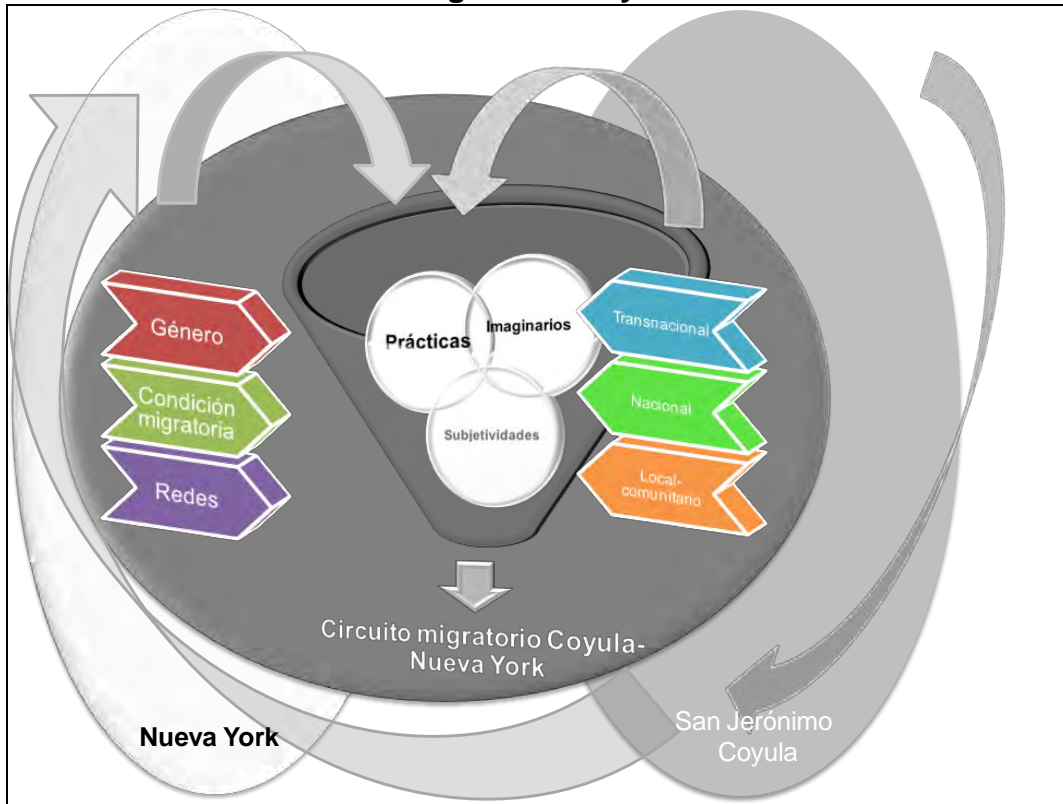 Género
Condición
migratoria
Redes
Prácticas
Imaginarios
Subjetividades
Transnacional
Nacional
Local-
comunitario
Circuito migratorio Coyula-
Nueva York
Nueva York
San Jerónimo
Coyula